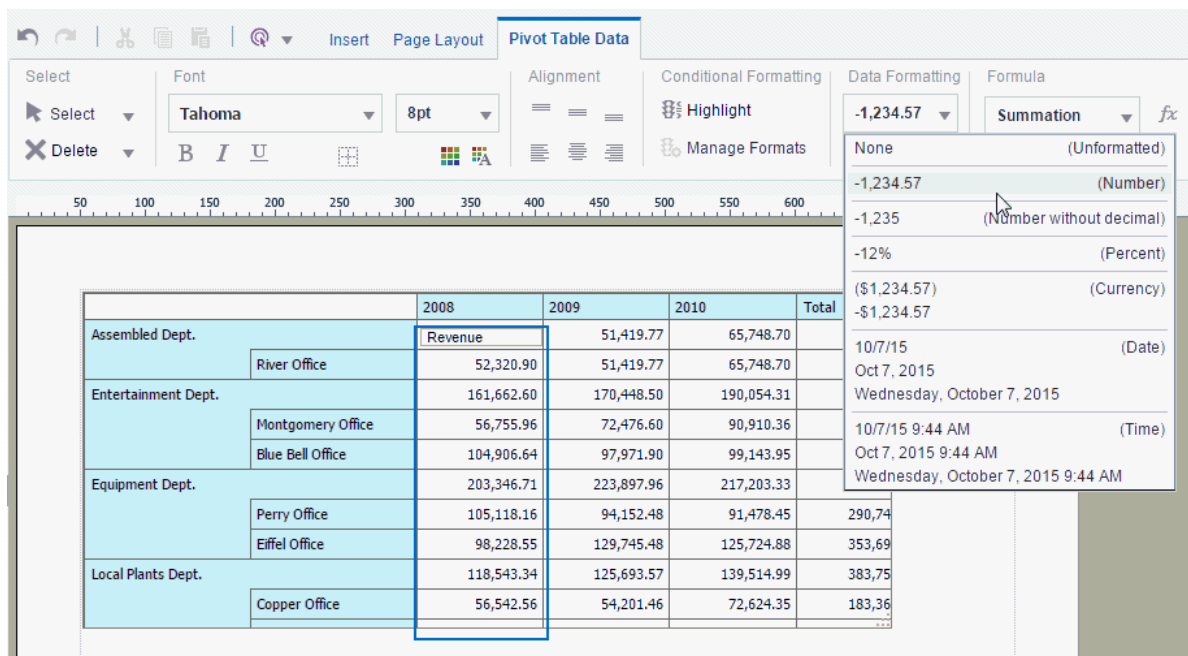 Insert Page Layout Pivot Table Data
Select Font Alignment Conditional Formatting Data Formatting Formula
Select Tahoma 8pt Highlight -1,234.57 Summation fx
Delete B I U A Manage Formats
None (Unformatted)
-1,234.57 (Number)
-1,235 (Number without decimal)
-12% (Percent)
($1,234.57) (Currency)
-$1,234.57
10/7/15 (Date)
Oct 7, 2015
Wednesday, October 7, 2015
10/7/15 9:44 AM (Time)
Oct 7, 2015 9:44 AM
Wednesday, October 7, 2015 9:44 AM
50 100 150 200 250 300 350 400 450 500 550 600
2008 2009 2010 Total
Assembled Dept. Revenue 51,419.77 65,748.70
River Office 52,320.90 51,419.77 65,748.70
Entertainment Dept. 161,662.60 170,448.50 190,054.31
Montgomery Office 56,755.96 72,476.60 90,910.36
Blue Bell Office 104,906.64 97,971.90 99,143.95
Equipment Dept. 203,346.71 223,897.96 217,203.33
Perry Office 105,118.16 94,152.48 91,478.45 290,74
Eiffel Office 98,228.55 129,745.48 125,724.88 353,69
Local Plants Dept. 118,543.34 125,693.57 139,514.99 383,75
Copper Office 56,542.56 54,201.46 72,624.35 183,36